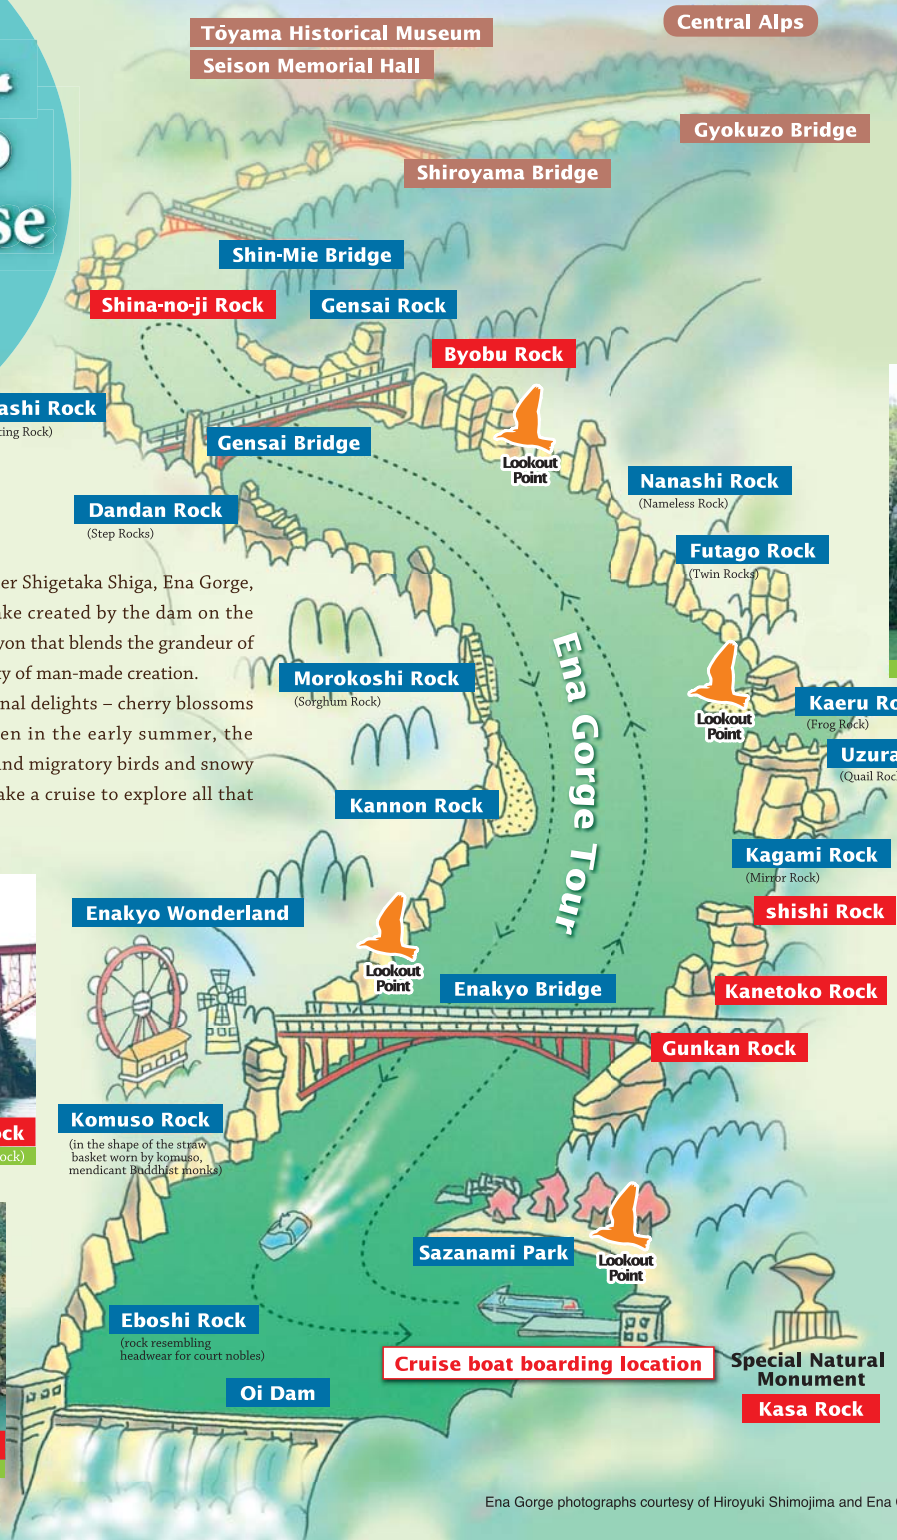 Tōyama Historical Museum
Seison Memorial Hall
Central Alps
Gyokuzo Bridge
Shiroyama Bridge
Shin-Mie Bridge
Shina-no-ji Rock
Gensai Rock
Byobu Rock
ashi Rock
ting Rock)
Gensai Bridge
Lookout
Point
Nanashi Rock
(Nameless Rock)
Dandan Rock
(Step Rocks)
Futago Rock
(Twin Rocks)
er Shigetaka Shiga, Ena Gorge,
ake created by the dam on the
yon that blends the grandeur of
ty of man-made creation.
nal delights – cherry blossoms
en in the early summer, the
and migratory birds and snowy
ake a cruise to explore all that
Ena Gorge Tour
Morokoshi Rock
(Sorghum Rock)
Lookout
Point
Kaeru Ro
(Frog Rock)
Uzura
(Quail Roc
Kannon Rock
Kagami Rock
(Mirror Rock)
shishi Rock
Enakyo Wonderland
Lookout
Point
Enakyo Bridge
Kanetoko Rock
Gunkan Rock
Komuso Rock
(in the shape of the straw
basket worn by komuso,
mendicant Buddhist monks)
ock
ock)
Sazanami Park
Lookout
Point
Eboshi Rock
(rock resembling
headwear for court nobles)
Cruise boat boarding location
Special Natural
Monument
Kasa Rock
Oi Dam
Ena Gorge photographs courtesy of Hiroyuki Shimojima and Ena